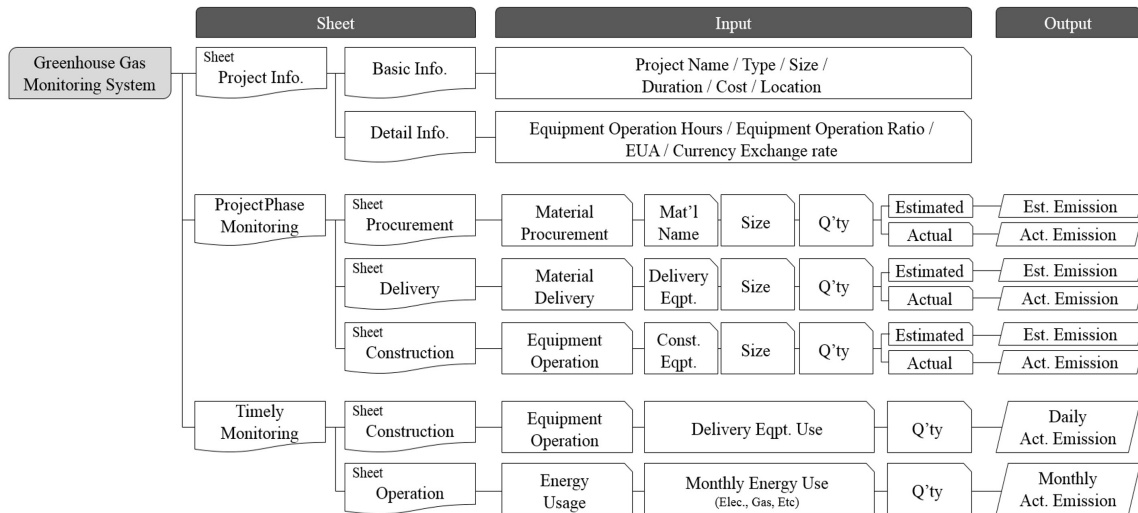 Sheet
Input
Output
Greenhouse Gas
Monitoring System
Sheet
Project Info.
Basic Info.
Project Name / Type / Size /
Duration / Cost / Location
Detail Info.
Equipment Operation Hours / Equipment Operation Ratio /
EUA / Currency Exchange rate
ProjectPhase
Monitoring
Sheet
Procurement
Material
Procurement
Mat'l
Name
Size
Q'ty
Estimated
Est. Emission
Actual
Act. Emission
Sheet
Delivery
Material
Delivery
Delivery
Eqpt.
Size
Q'ty
Estimated
Est. Emission
Actual
Act. Emission
Sheet
Construction
Equipment
Operation
Const.
Eqpt.
Size
Q'ty
Estimated
Est. Emission
Actual
Act. Emission
Timely
Monitoring
Sheet
Construction
Equipment
Operation
Delivery Eqpt. Use
Q'ty
Daily
Act. Emission
Sheet
Operation
Energy
Usage
Monthly Energy Use
(Elec., Gas, Etc)
Q'ty
Monthly
Act. Emission